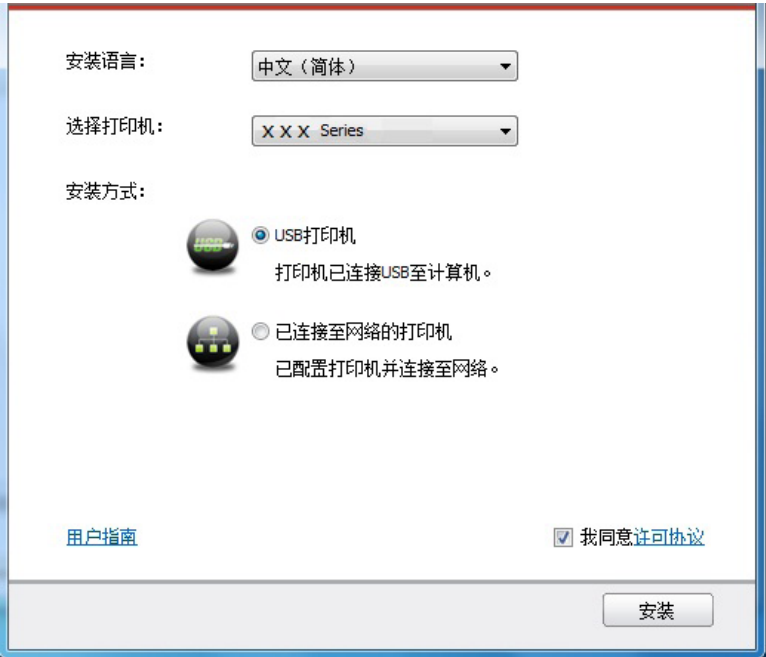 安装语言：
中文（简体）
选择打印机：
X X X Series
安装方式：
USB
USB打印机
打印机已连接USB至计算机。
已连接至网络的打印机
已配置打印机并连接至网络。
用户指南
我同意许可协议
安装